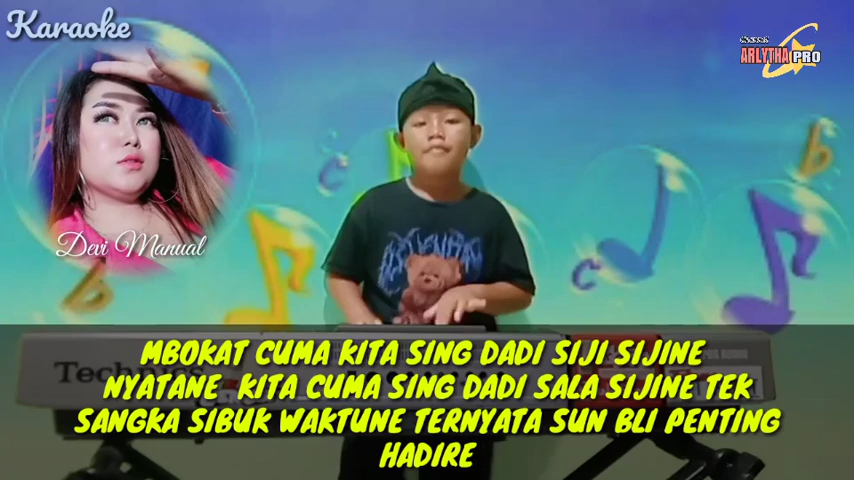 Karaoke
ARLYTHA PRO
Devi Manual
Technics
MBOKAT CUMA KITA SING DADI SIJI SIJINE
NYATANE KITA CUMA SING DADI SALA SIJINE TEK
SANGKA SIBUK WAKTUNE TERNYATA SUN BLI PENTING
HADIRE